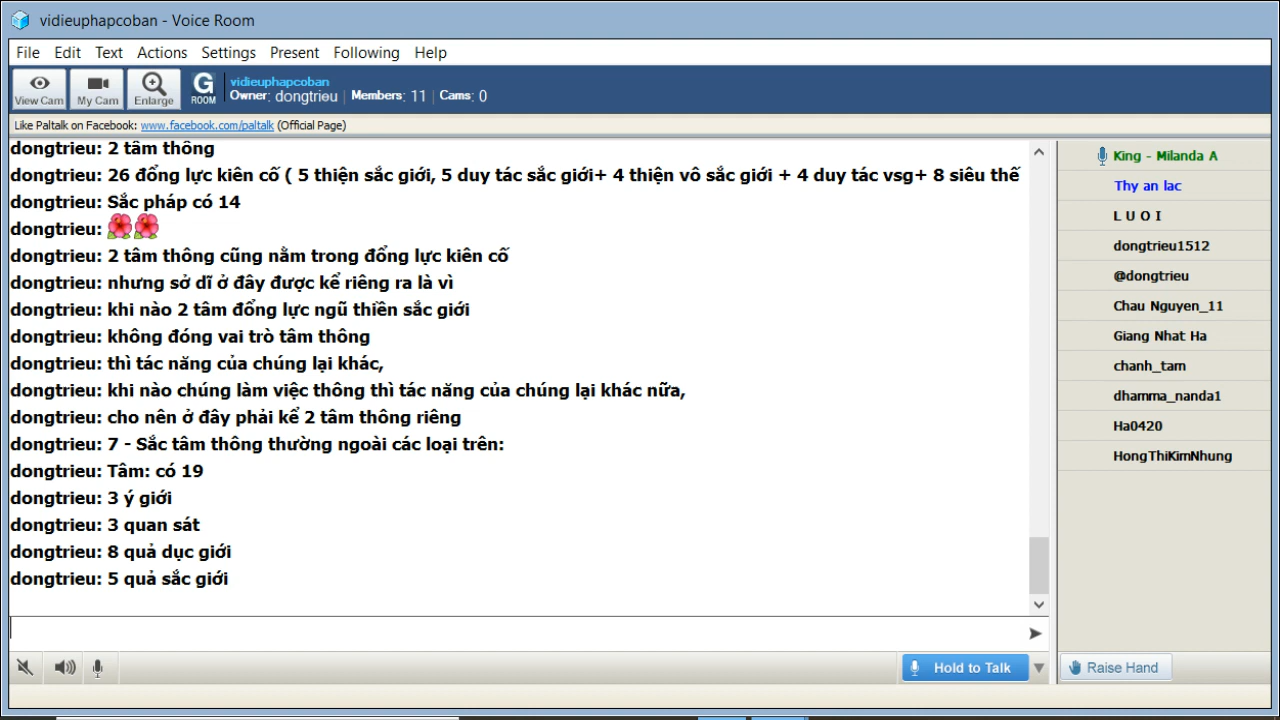 vidieuphapcoban - Voice Room
File Edit Text Actions Settings Present Following Help
View Cam My Cam Enlarge G ROOM vidieuphapcoban
Owner: dongtrieu | Members: 11 | Cams: 0
Like Paltalk on Facebook: www.facebook.com/paltalk (Official Page)
dongtrieu: 2 tâm thông
dongtrieu: 26 đổng lực kiên cố ( 5 thiện sắc giới, 5 duy tác sắc giới+ 4 thiện vô sắc giới + 4 duy tác vsg+ 8 siêu thế
dongtrieu: Sắc pháp có 14
dongtrieu:
dongtrieu: 2 tâm thông cũng nằm trong đổng lực kiên cố
dongtrieu: nhưng sở dĩ ở đây được kể riêng ra là vì
dongtrieu: khi nào 2 tâm đổng lực ngũ thiền sắc giới
dongtrieu: không đóng vai trò tâm thông
dongtrieu: thì tác năng của chúng lại khác,
dongtrieu: khi nào chúng làm việc thông thì tác năng của chúng lại khác nữa,
dongtrieu: cho nên ở đây phải kể 2 tâm thông riêng
dongtrieu: 7 - Sắc tâm thông thường ngoài các loại trên:
dongtrieu: Tâm: có 19
dongtrieu: 3 ý giới
dongtrieu: 3 quan sát
dongtrieu: 8 quả dục giới
dongtrieu: 5 quả sắc giới
King - Milanda A
Thy an lac
L U O I
dongtrieu1512
@dongtrieu
Chau Nguyen_11
Giang Nhat Ha
chanh_tam
dhamma_nanda1
Ha0420
HongThiKimNhung
Hold to Talk
Raise Hand